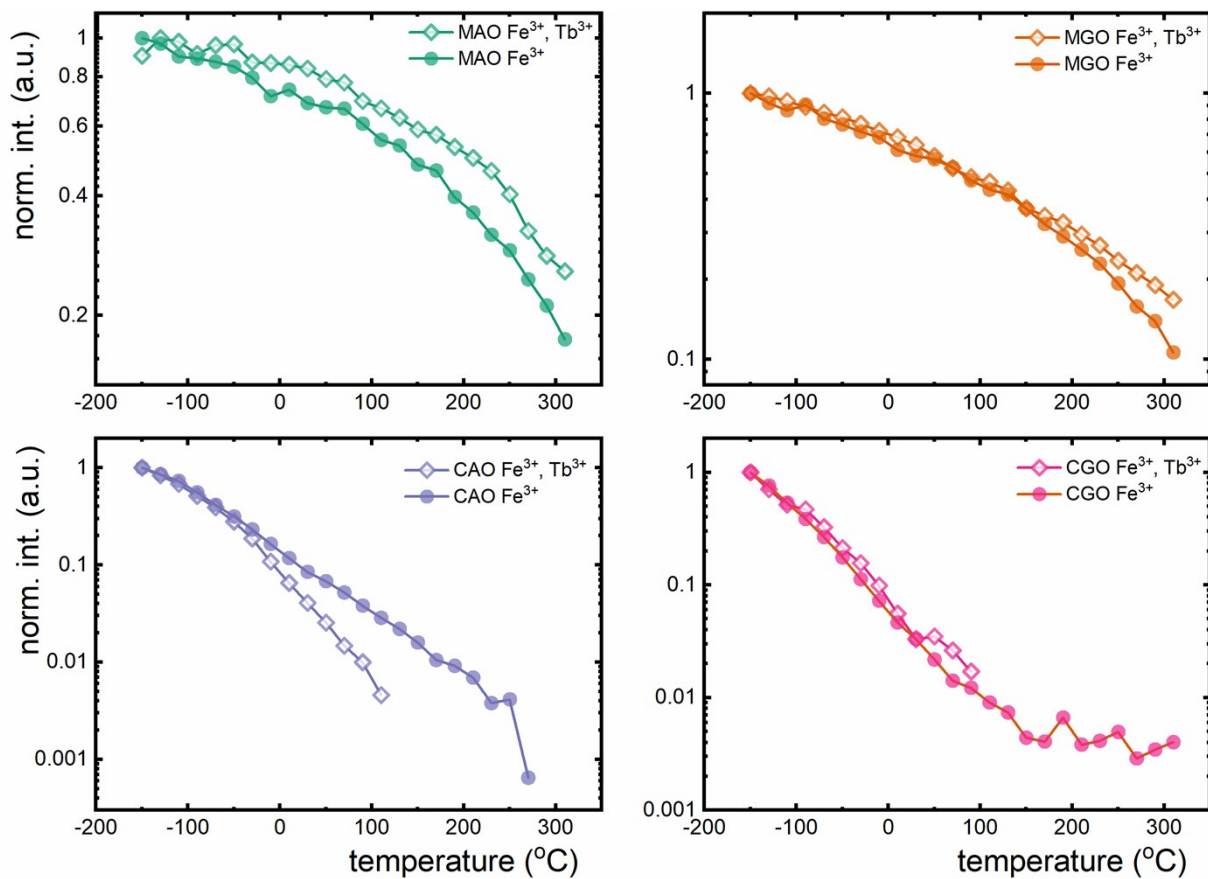 norm. int. (a.u.)
1
0.8
0.6
0.4
0.2
-200 -100 0 100 200 300
MAO Fe³⁺, Tb³⁺
MAO Fe³⁺
1
0.1
-200 -100 0 100 200 300
MGO Fe³⁺, Tb³⁺
MGO Fe³⁺
norm. int. (a.u.)
1
0.1
0.01
0.001
-200 -100 0 100 200 300
temperature (°C)
CAO Fe³⁺, Tb³⁺
CAO Fe³⁺
1
0.1
0.01
0.001
-200 -100 0 100 200 300
temperature (°C)
CGO Fe³⁺, Tb³⁺
CGO Fe³⁺